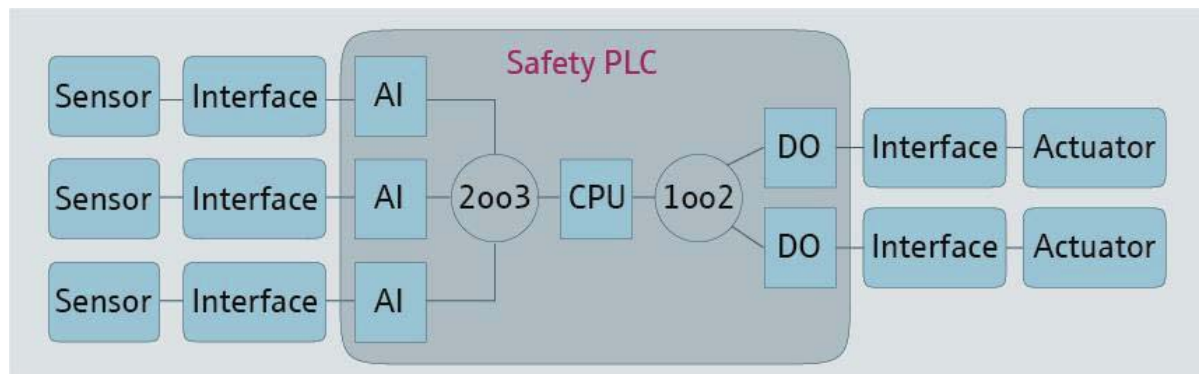 Safety PLC
Sensor Interface AI
DO Interface Actuator
Sensor Interface AI 2oo3 CPU 1oo2
DO Interface Actuator
Sensor Interface AI